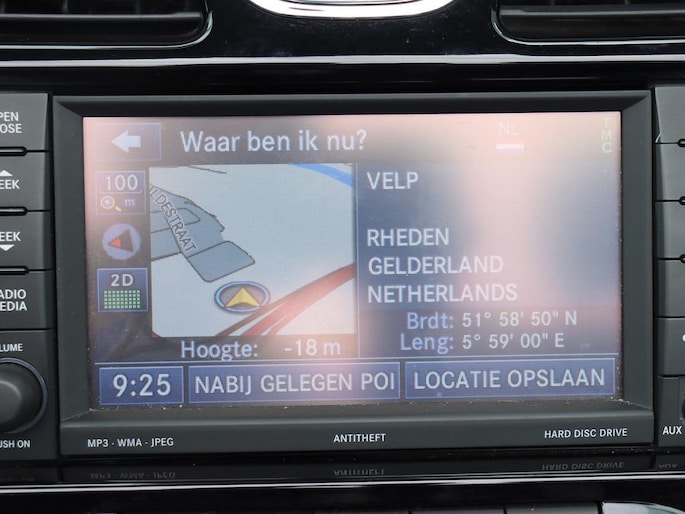 Waar ben ik nu?
NL
TMC
100
m
2D
VELP
RHEDEN
GELDERLAND
NETHERLANDS
Brdt: 51° 58' 50" N
Leng: 5° 59' 00" E
Hoogte: -18 m
9:25
NABIJ GELEGEN POI
LOCATIE OPSLAAN
MP3 · WMA · JPEG
ANTITHEFT
HARD DISC DRIVE
AUX